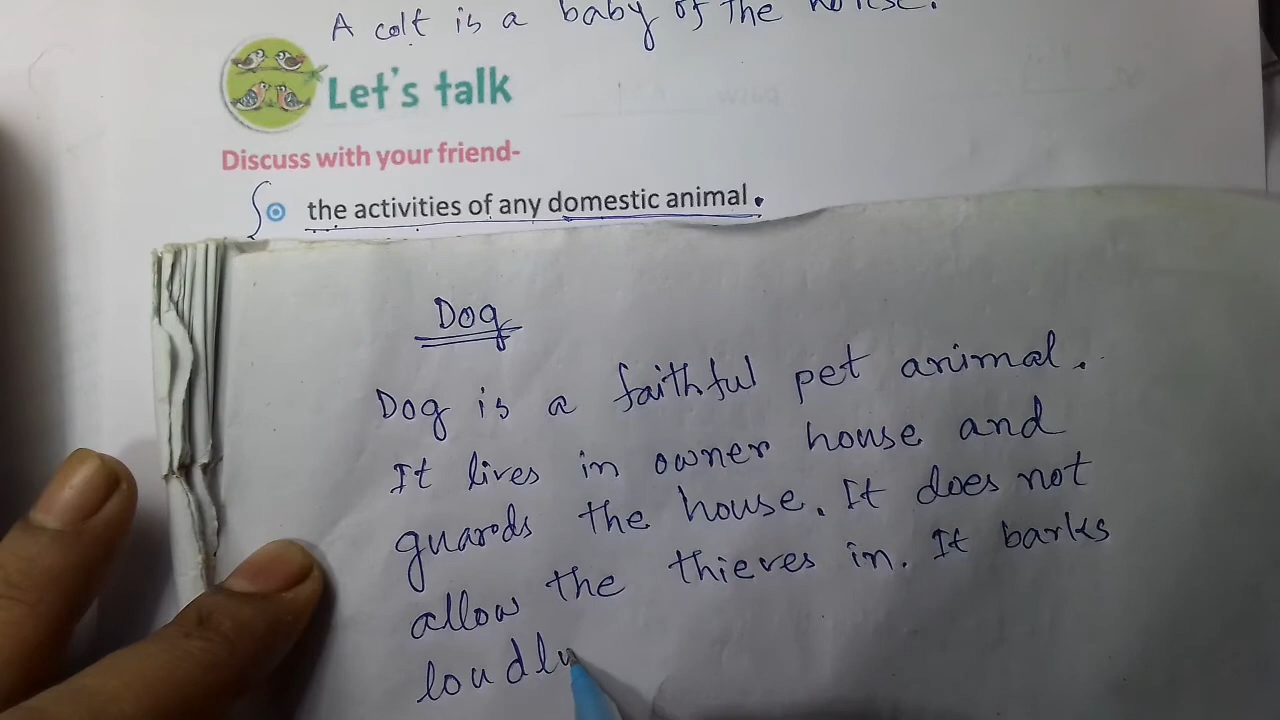 A colt is a baby of the horse.
Let's talk
Discuss with your friend-
the activities of any domestic animal.
Dog
Dog is a faithful pet animal.
It lives in owner house and
guards the house. It does not
allow the thieves in. It barks
loudly